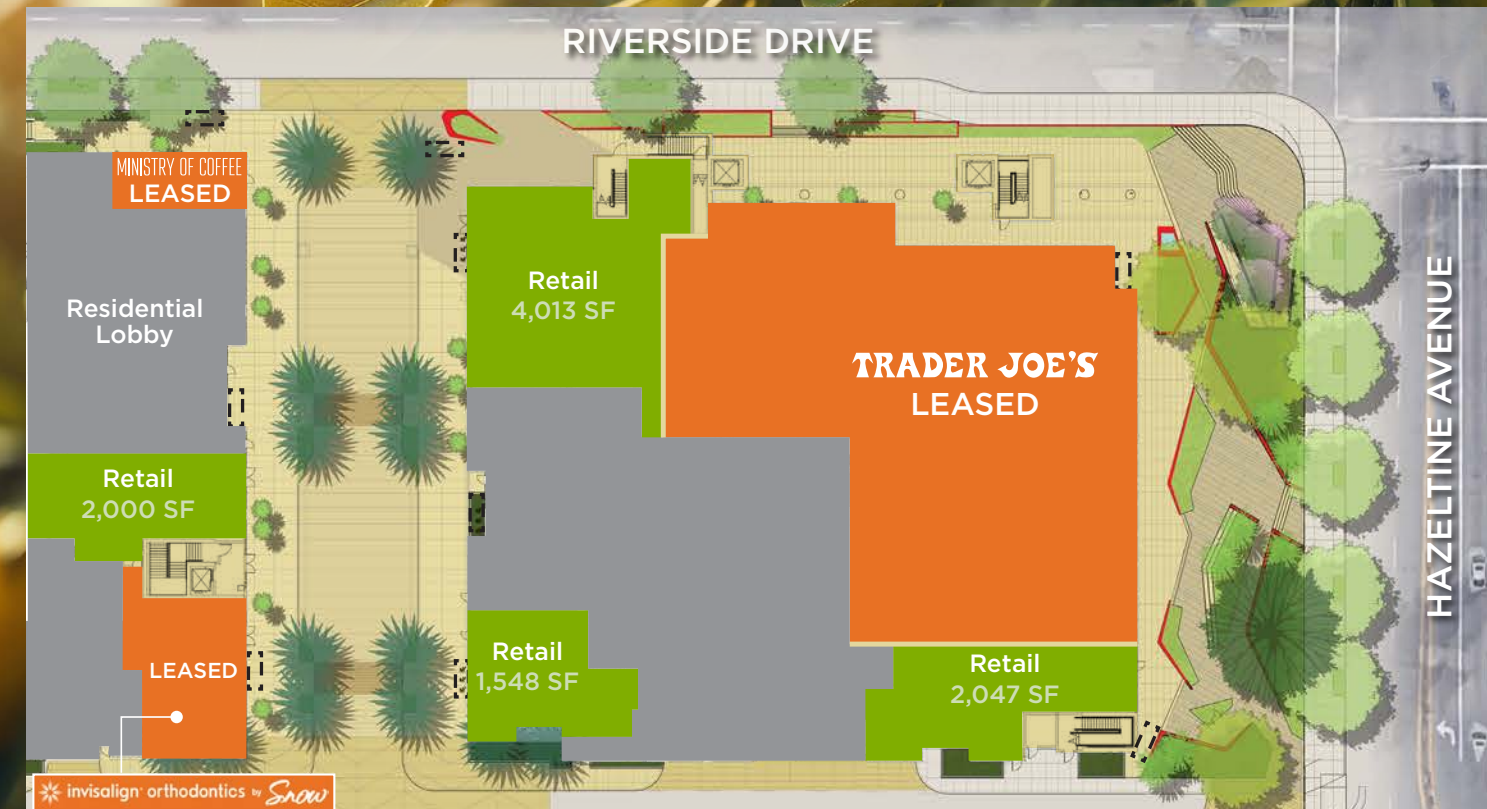 RIVERSIDE DRIVE
MINISTRY OF COFFEE
LEASED
Residential
Lobby
Retail
4,013 SF
TRADER JOE'S
LEASED
HAZELTINE AVENUE
Retail
2,000 SF
LEASED
Retail
1,548 SF
Retail
2,047 SF
invisalign orthodontics by Snow